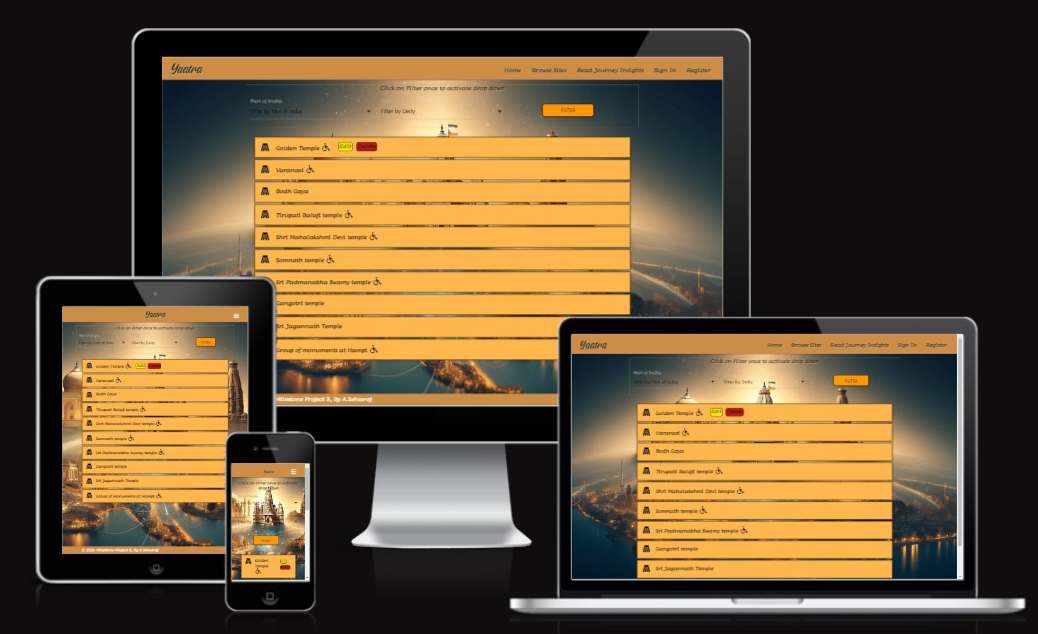 Yaatra
Home Browse Sites Read Journey Insights Sign In Register
Click on Filter once to activate drop down
Part of India
Filter by Part of India Filter by Deity FILTER
Golden Temple Edit Delete
Varanasi
Bodh Gaya
Tirupati Balaji temple
Shri Mahalakshmi Devi temple
Somnath temple
Sri Padmanabha Swamy temple
Gangotri temple
Sri Jagannath Temple
Group of monuments at Hampi
Milestone Project 3, By A.Selvaraj
Yaatra
Click on Filter once to activate drop down
Filter by Part of India Filter by Deity FILTER
Golden Temple Edit Delete
Varanasi
Bodh Gaya
Tirupati Balaji temple
Shri Mahalakshmi Devi temple
Somnath temple
Sri Padmanabha Swamy temple
Gangotri temple
Sri Jagannath Temple
Group of monuments at Hampi
© 2024 Milestone Project 3, By A.Selvaraj
Click on Filter once to activate
drop down
FILTER
Golden
Temple
Yaatra
Home Browse Sites Read Journey Insights Sign In Register
Click on Filter once to activate drop down
Part of India
Filter by Part of India Filter by Deity FILTER
Golden Temple Edit Delete
Varanasi
Bodh Gaya
Tirupati Balaji temple
Shri Mahalakshmi Devi temple
Somnath temple
Sri Padmanabha Swamy temple
Gangotri temple
Sri Jagannath Temple